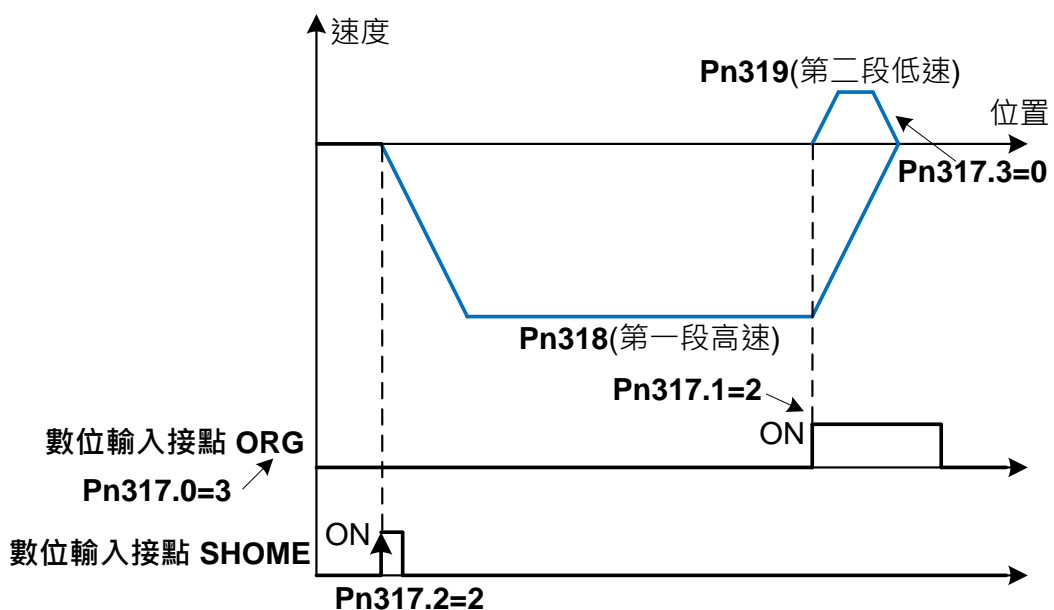 速度
Pn319(第二段低速)
位置
Pn317.3=0
Pn318(第一段高速)
Pn317.1=2
ON
數位輸入接點 ORG
Pn317.0=3
ON
數位輸入接點 SHOME
Pn317.2=2